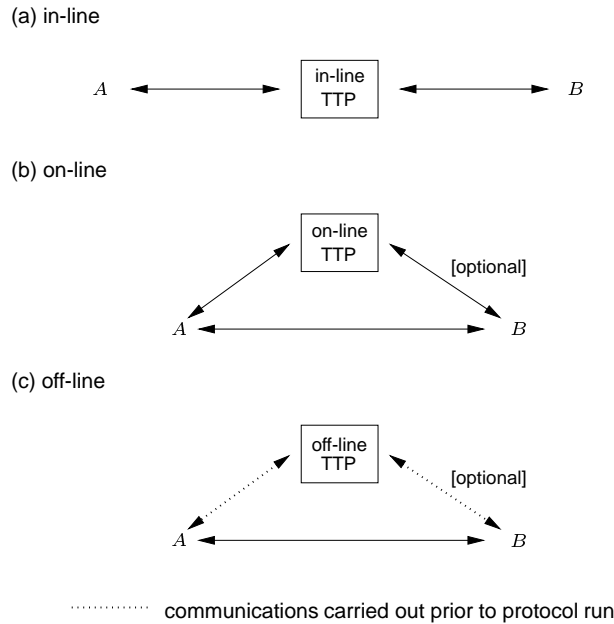 (a) in-line
A
in-line
TTP
B
(b) on-line
on-line
TTP
[optional]
A
B
(c) off-line
off-line
TTP
[optional]
A
B
communications carried out prior to protocol run